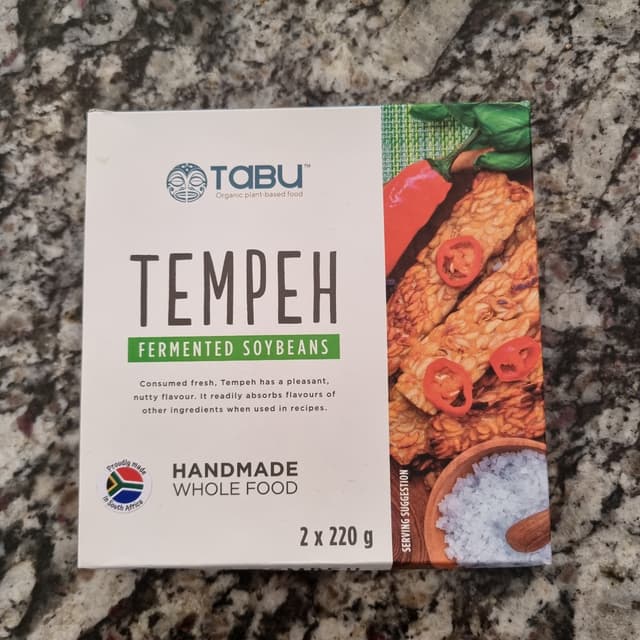 TABU™
Organic plant-based food
TEMPEH
FERMENTED SOYBEANS
Consumed fresh, Tempeh has a pleasant,
nutty flavour. It readily absorbs flavours of
other ingredients when used in recipes.
Proudly made
in South Africa
HANDMADE
WHOLE FOOD
2 x 220 g
SERVING SUGGESTION